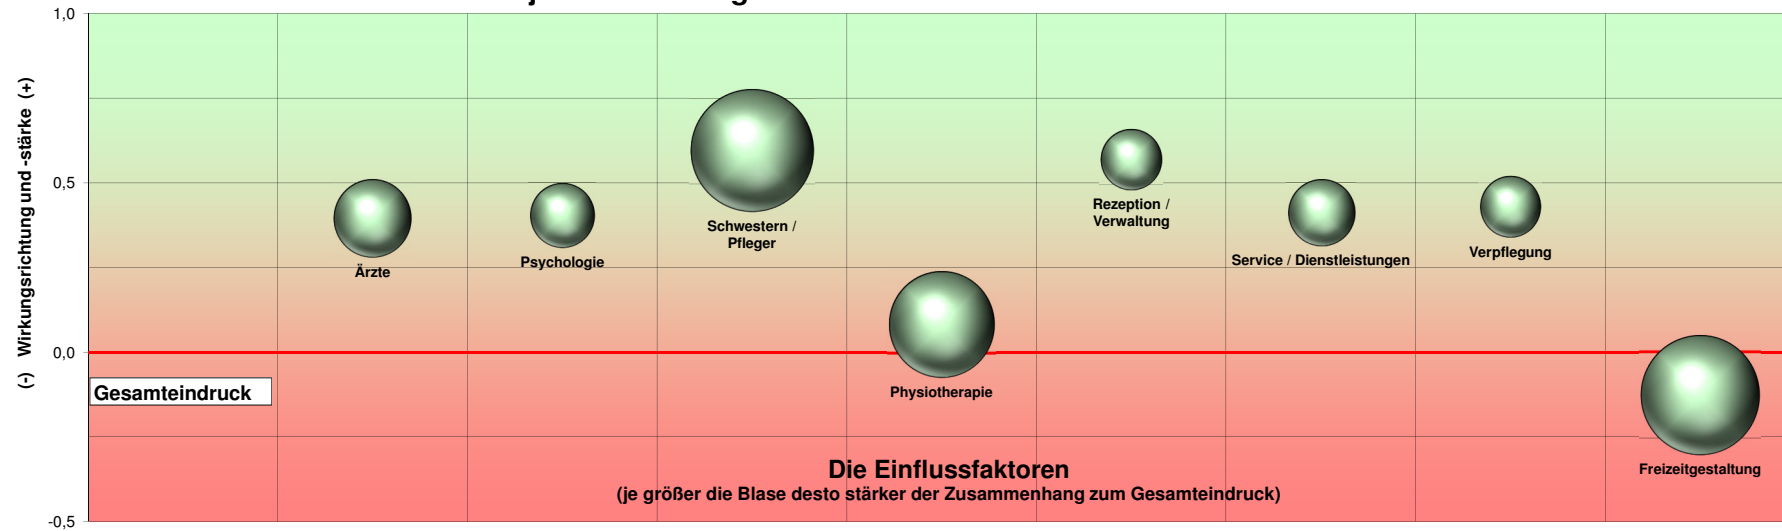 1,0
(-) Wirkungsrichtung und -stärke (+)
0,5
Ärzte
Psychologie
Schwestern /
Pfleger
Rezeption /
Verwaltung
Service / Dienstleistungen
Verpflegung
0,0
Gesamteindruck
Physiotherapie
Freizeitgestaltung
Die Einflussfaktoren
(je größer die Blase desto stärker der Zusammenhang zum Gesamteindruck)
-0,5